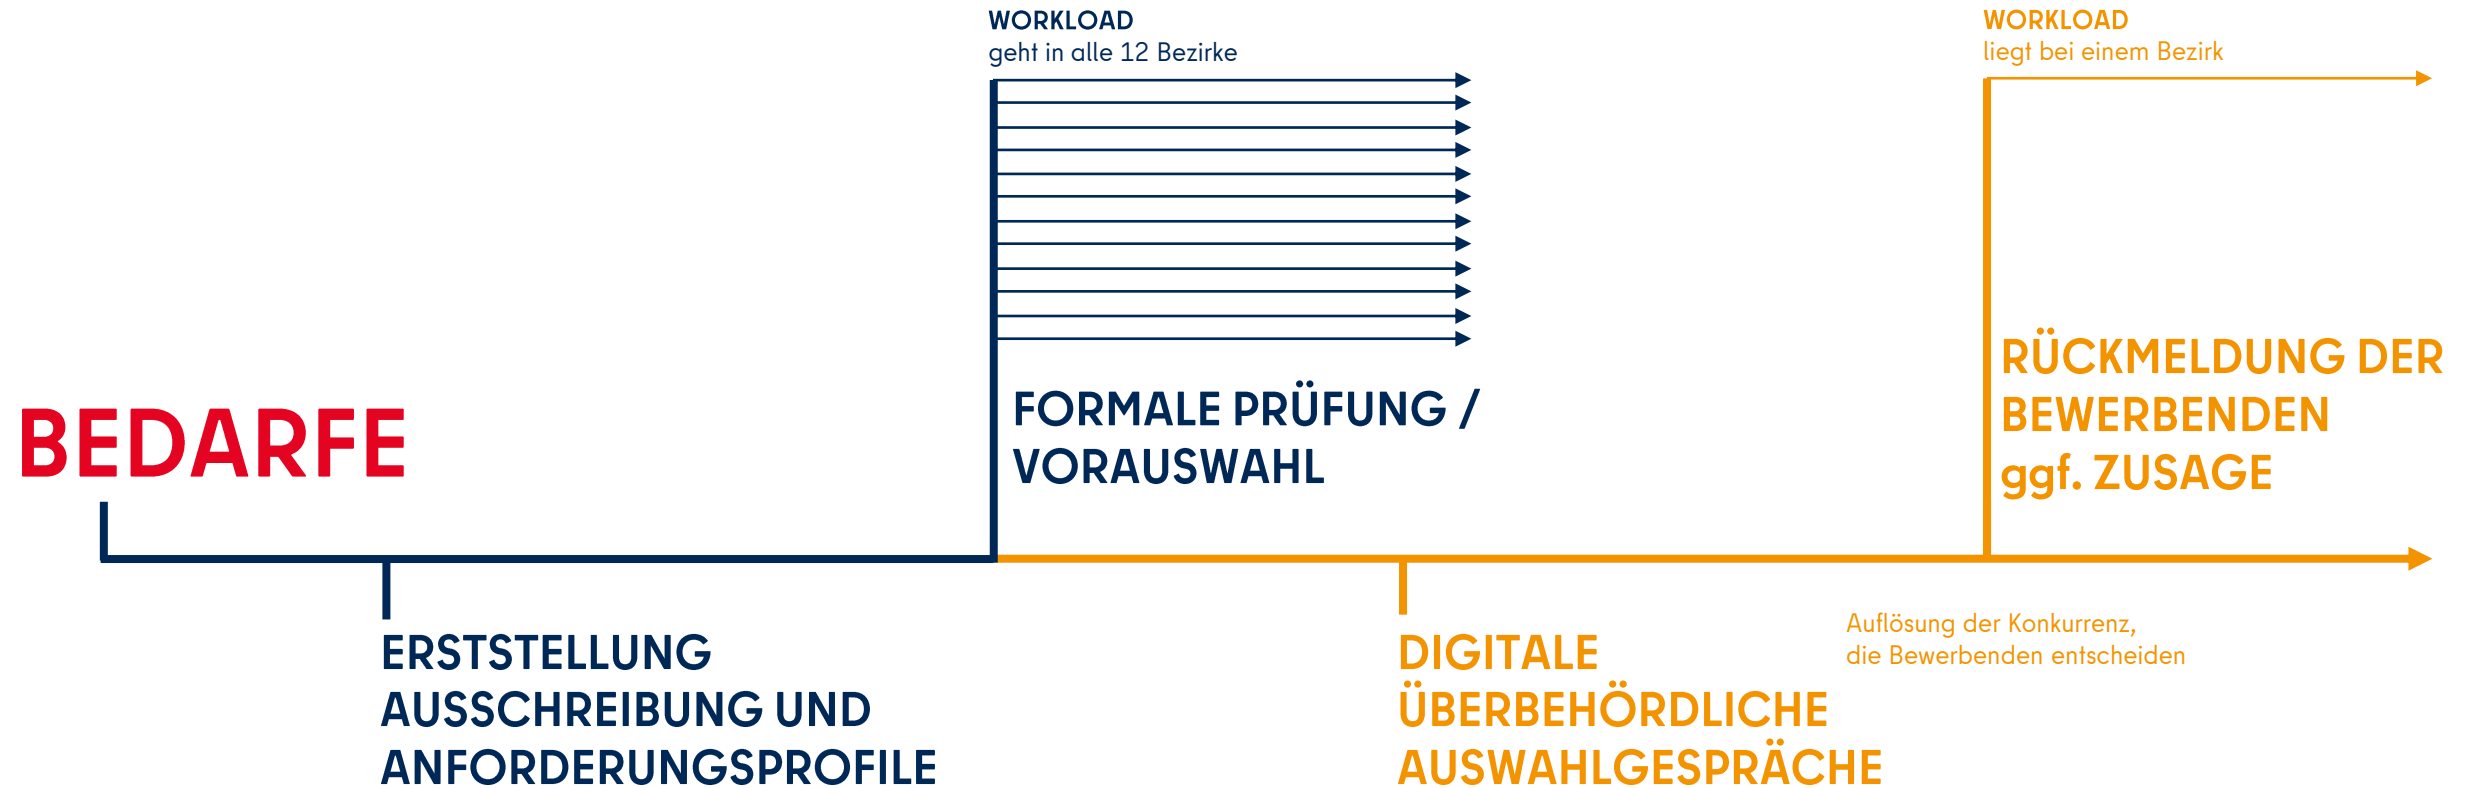 WORKLOAD
geht in alle 12 Bezirke
WORKLOAD
liegt bei einem Bezirk
BEDARFE
FORMALE PRÜFUNG /
VORAUSWAHL
RÜCKMELDUNG DER
BEWERBENDEN
ggf. ZUSAGE
ERSTSTELLUNG
AUSSCHREIBUNG UND
ANFORDERUNGSPROFILE
DIGITALE
ÜBERBEHÖRDLICHE
AUSWAHLGESPRÄCHE
Auflösung der Konkurrenz,
die Bewerbenden entscheiden